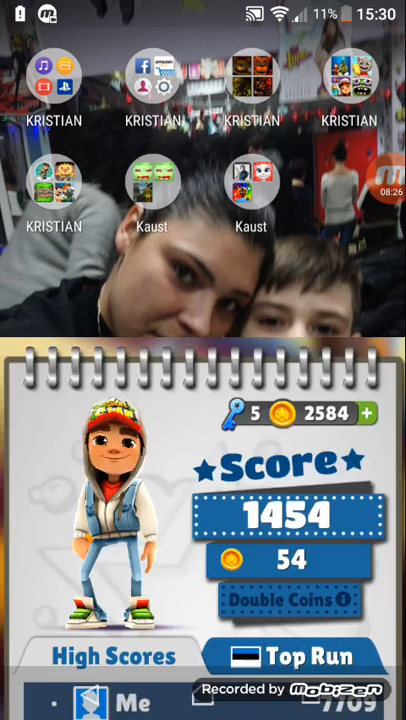 11% 15:30
KRISTIAN KRISTIAN KRISTIAN KRISTIAN
08:26
KRISTIAN Kaust Kaust
5 2584 +
Score
1454
54
Double Coins i
High Scores Top Run
Me 7709
Recorded by MOBIZEN